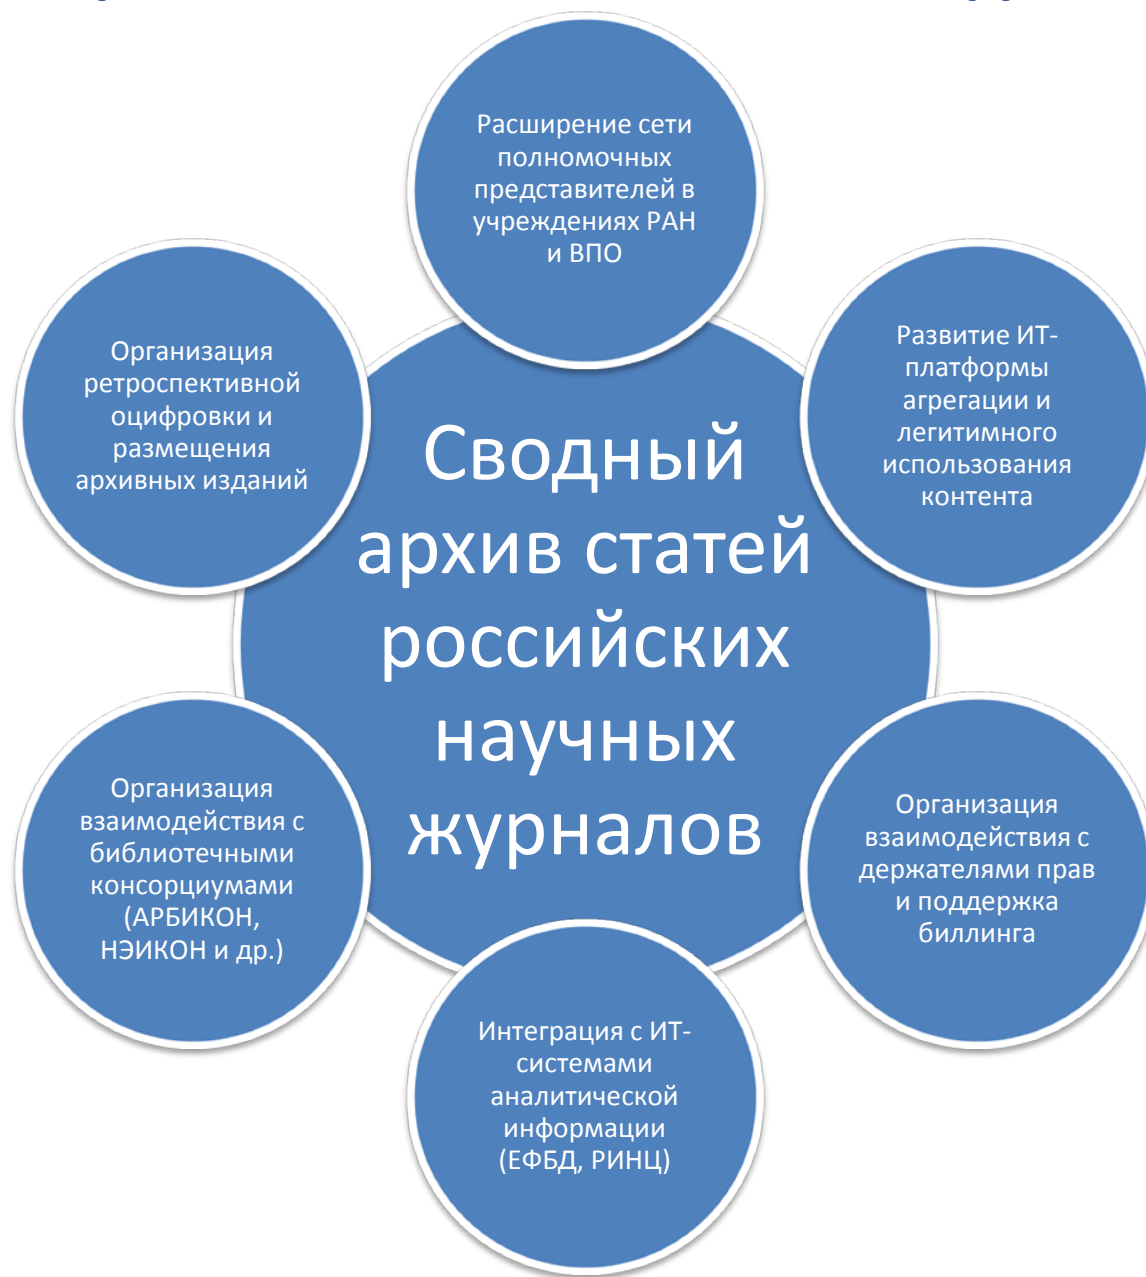 Расширение сети
полномочных
представителей в
учреждениях РАН
и ВПО
Развитие ИТ-
платформы
агрегации и
легитимного
использования
контента
Организация
взаимодействия с
держателями прав
и поддержка
биллинга
Интеграция с ИТ-
системами
аналитической
информации
(ЕФБД, РИНЦ)
Организация
взаимодействия с
библиотечными
консорциумами
(АРБИКОН,
НЭИКОН и др.)
Организация
ретроспективной
оцифровки и
размещения
архивных изданий
Сводный
архив статей
российских
научных
журналов